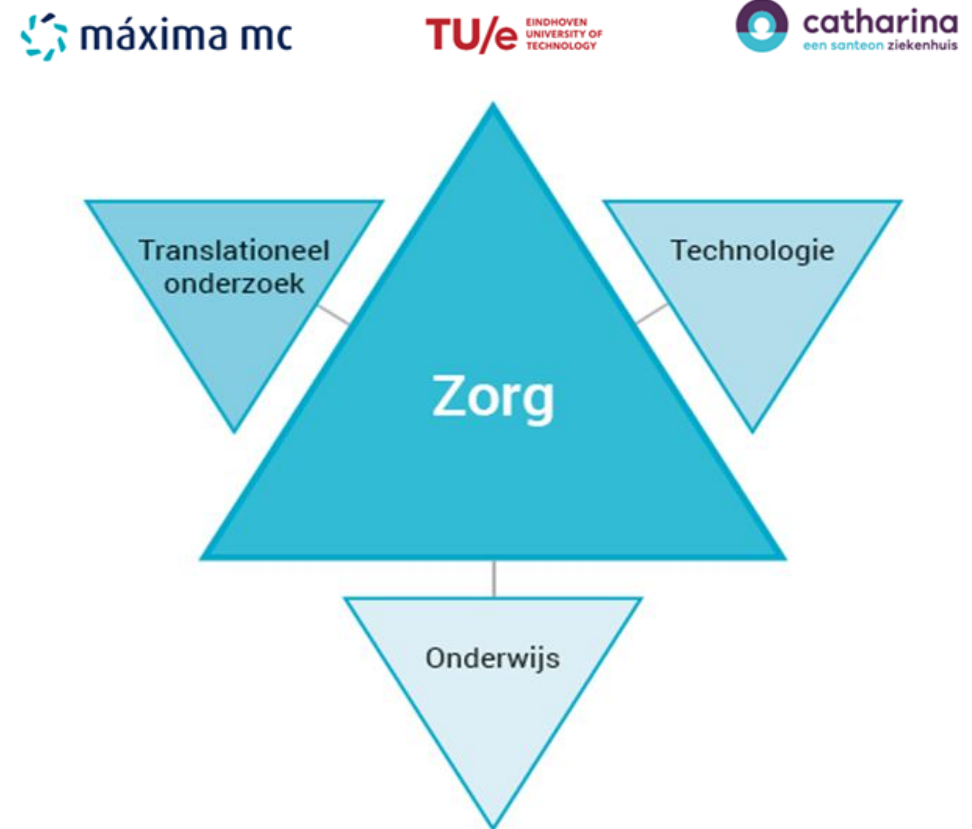 máxima mc
TU/e EINDHOVEN
UNIVERSITY OF
TECHNOLOGY
catharina
een santeon ziekenhuis
Translationeel
onderzoek
Technologie
Zorg
Onderwijs